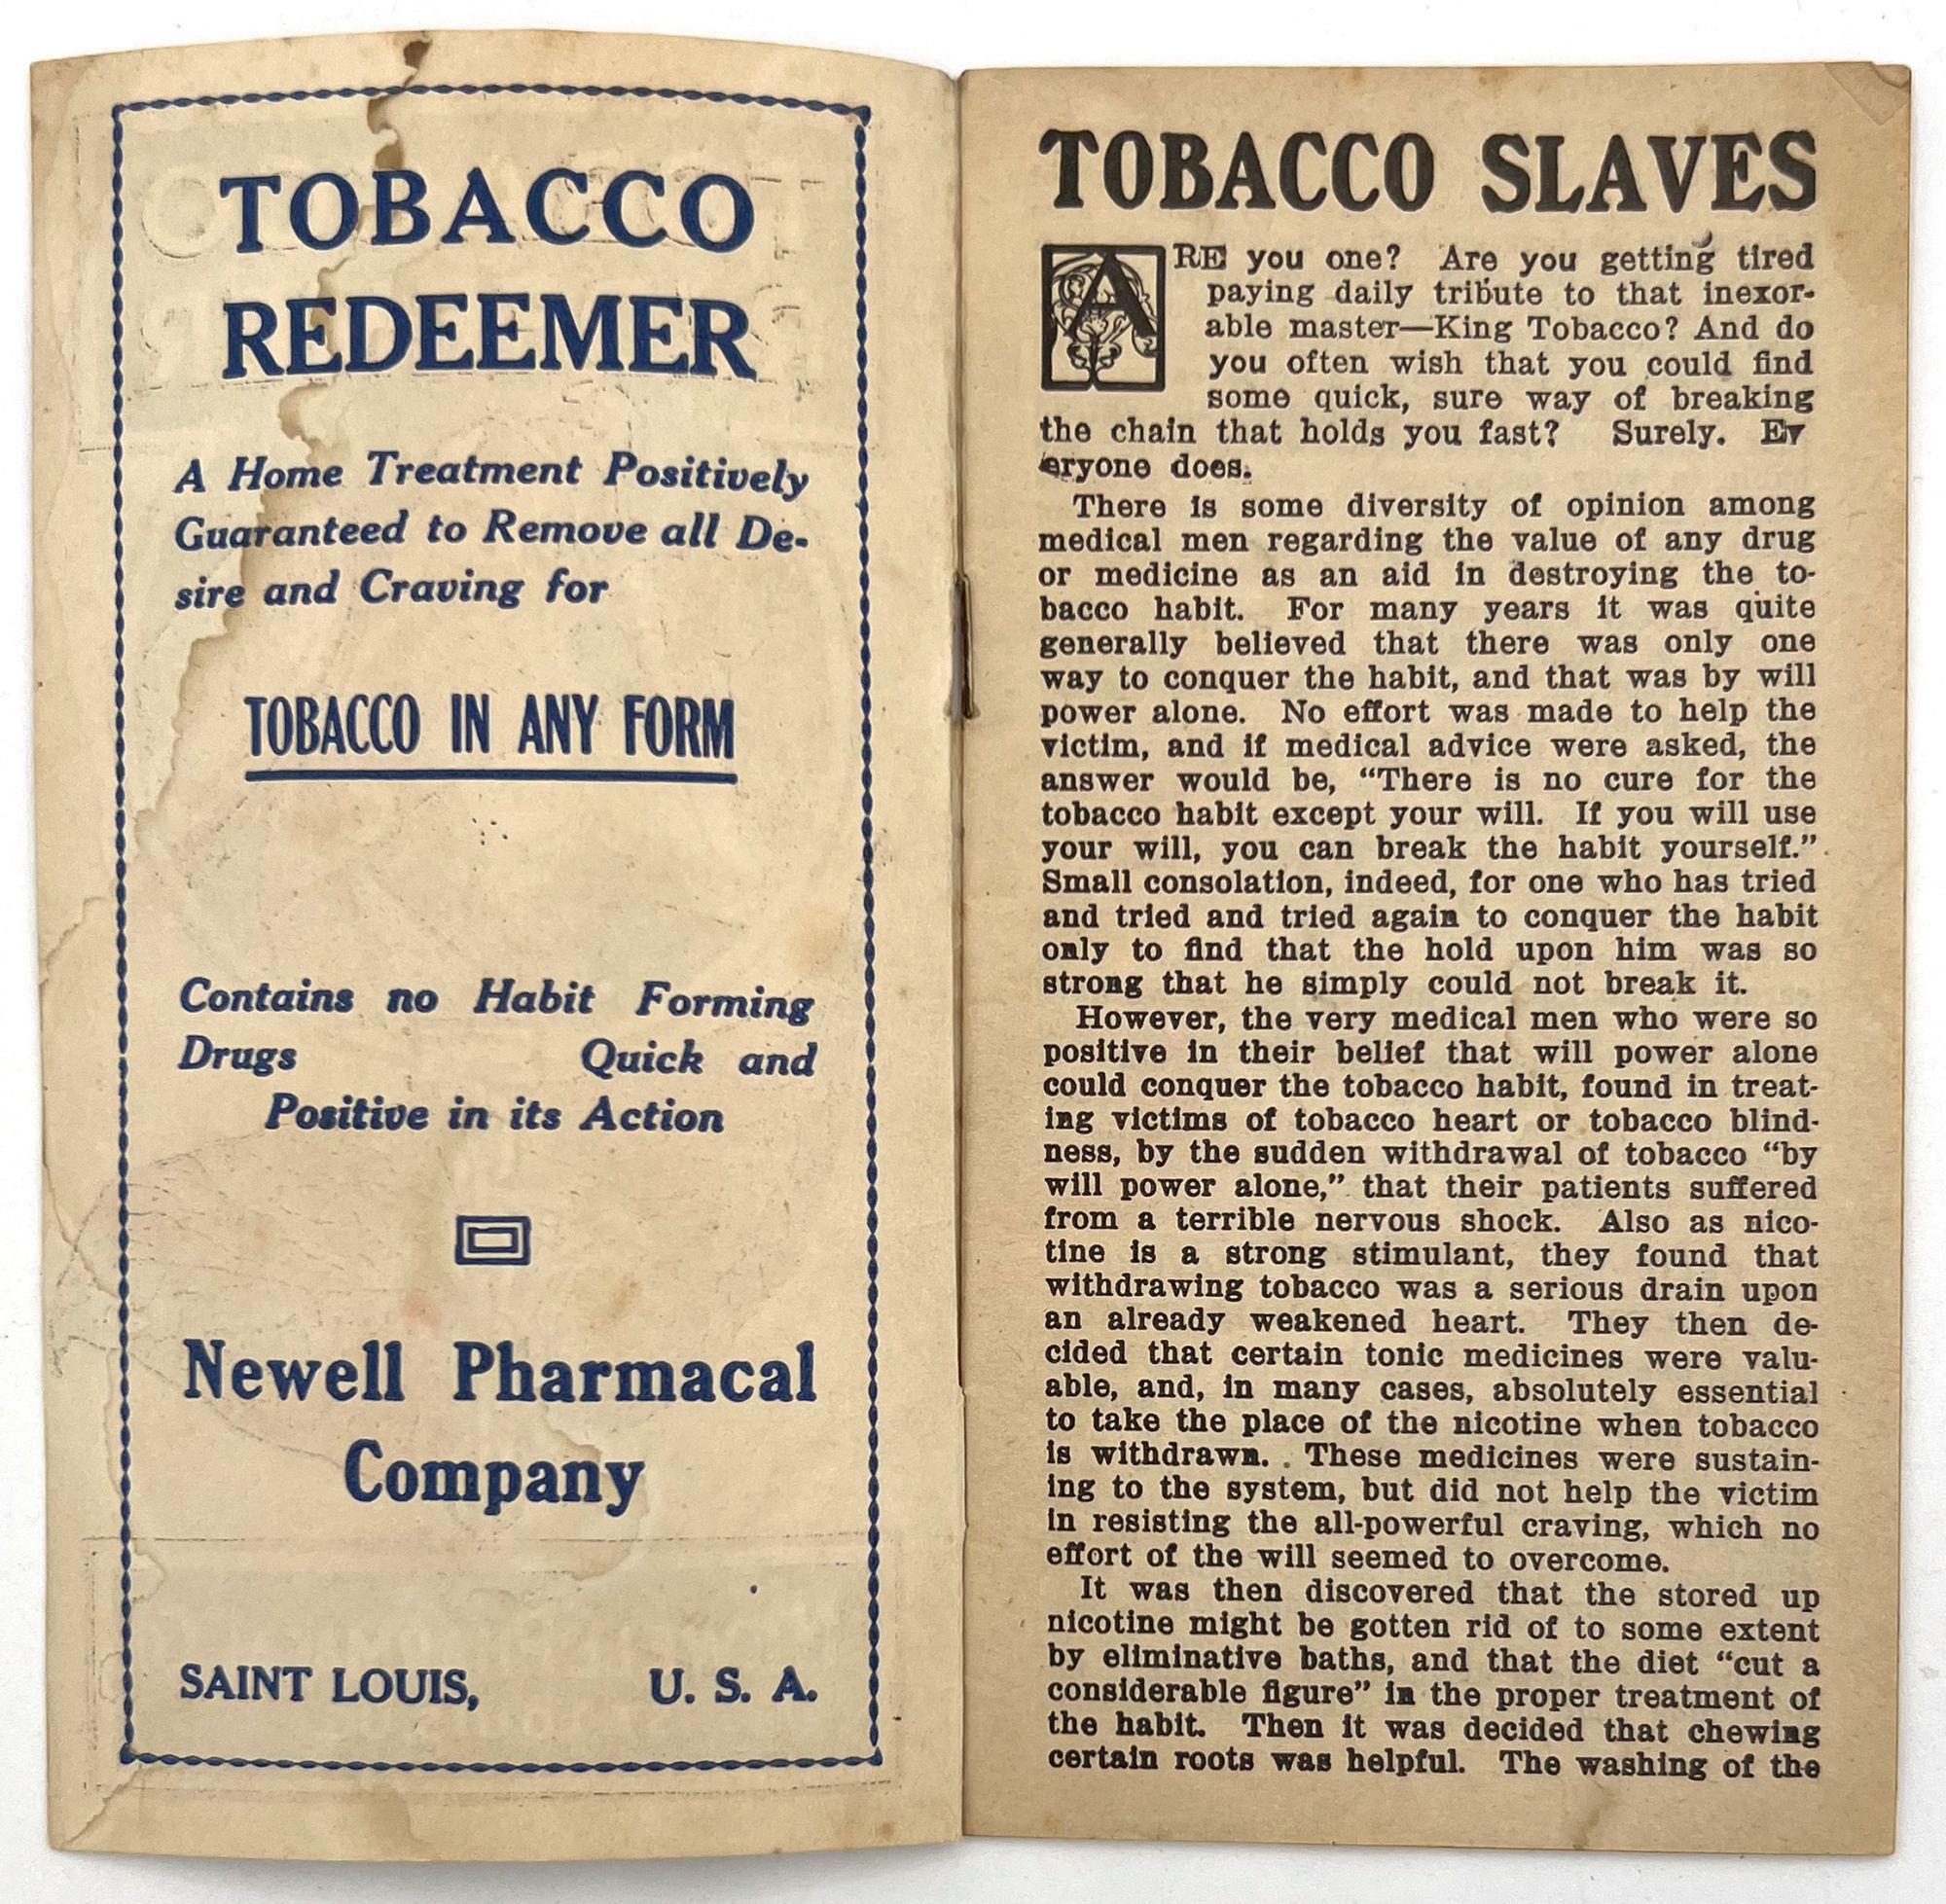 TOBACCO
REDEEMER
A Home Treatment Positively
Guaranteed to Remove all De-
sire and Craving for
TOBACCO IN ANY FORM
Contains no Habit Forming
Drugs Quick and
Positive in its Action
Newell Pharmacal
Company
SAINT LOUIS, U. S. A.
TOBACCO SLAVES
ARE you one? Are you getting tired
paying daily tribute to that inexor-
able master—King Tobacco? And do
you often wish that you could find
some quick, sure way of breaking
the chain that holds you fast? Surely. Ev
eryone does.
There is some diversity of opinion among
medical men regarding the value of any drug
or medicine as an aid in destroying the to-
bacco habit. For many years it was quite
generally believed that there was only one
way to conquer the habit, and that was by will
power alone. No effort was made to help the
victim, and if medical advice were asked, the
answer would be, “There is no cure for the
tobacco habit except your will. If you will use
your will, you can break the habit yourself.”
Small consolation, indeed, for one who has tried
and tried and tried again to conquer the habit
only to find that the hold upon him was so
strong that he simply could not break it.
However, the very medical men who were so
positive in their belief that will power alone
could conquer the tobacco habit, found in treat-
ing victims of tobacco heart or tobacco blind-
ness, by the sudden withdrawal of tobacco “by
will power alone,” that their patients suffered
from a terrible nervous shock. Also as nico-
tine is a strong stimulant, they found that
withdrawing tobacco was a serious drain upon
an already weakened heart. They then de-
cided that certain tonic medicines were valu-
able, and, in many cases, absolutely essential
to take the place of the nicotine when tobacco
is withdrawn. These medicines were sustain-
ing to the system, but did not help the victim
in resisting the all-powerful craving, which no
effort of the will seemed to overcome.
It was then discovered that the stored up
nicotine might be gotten rid of to some extent
by eliminative baths, and that the diet “cut a
considerable figure” in the proper treatment of
the habit. Then it was decided that chewing
certain roots was helpful. The washing of the